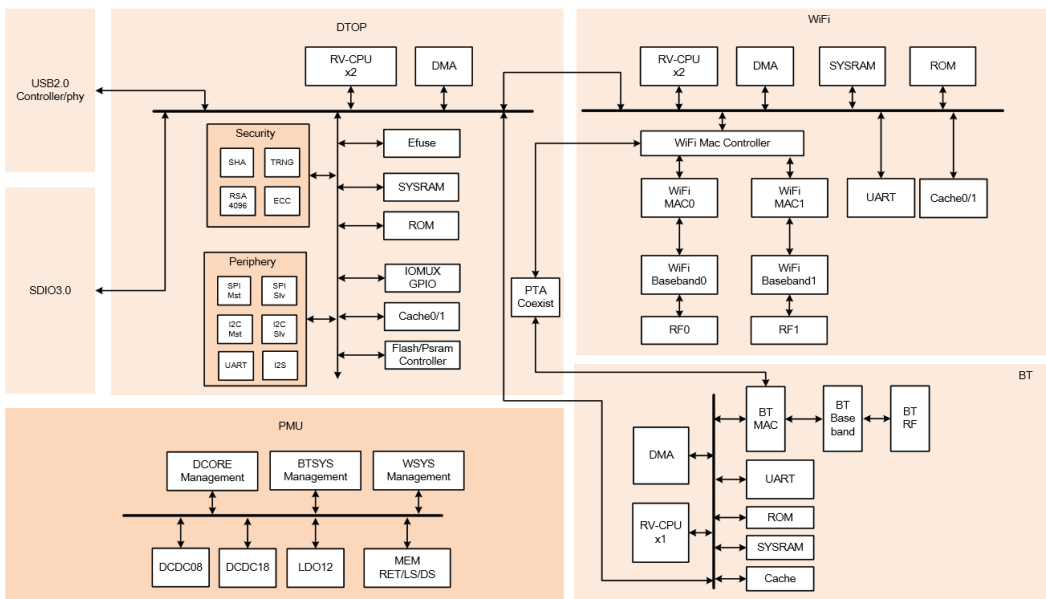 USB2.0
Controller/phy
SDIO3.0
DTOP
RV-CPU
x2
DMA
Security
SHA
TRNG
RSA
4096
ECC
Efuse
SYSRAM
ROM
Periphery
SPI
Mst
SPI
Slv
I2C
Mst
I2C
Slv
UART
I2S
IOMUX
GPIO
Cache0/1
Flash/Psram
Controller
PTA
Coexist
WiFi
RV-CPU
x2
DMA
SYSRAM
ROM
WiFi Mac Controller
WiFi
MAC0
WiFi
MAC1
UART
Cache0/1
WiFi
Baseband0
WiFi
Baseband1
RF0
RF1
PMU
DCORE
Management
BTSYS
Management
WSYS
Management
DCDC08
DCDC18
LDO12
MEM
RET/LS/DS
BT
BT
MAC
BT
Base
band
BT
RF
DMA
UART
RV-CPU
x1
ROM
SYSRAM
Cache